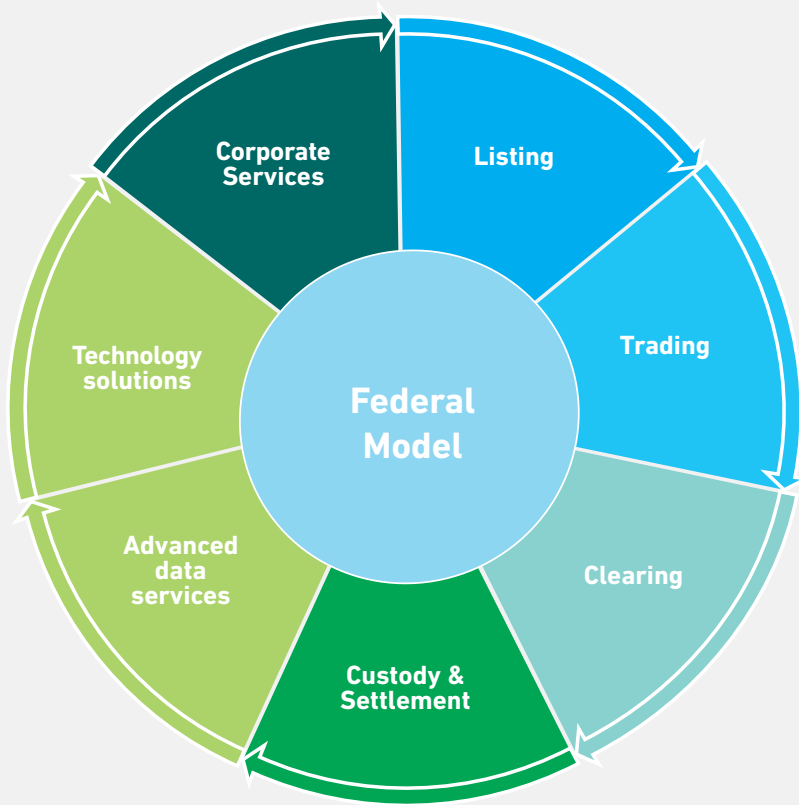 Corporate
Services
Listing
Technology
solutions
Trading
Federal
Model
Advanced
data
services
Clearing
Custody &
Settlement